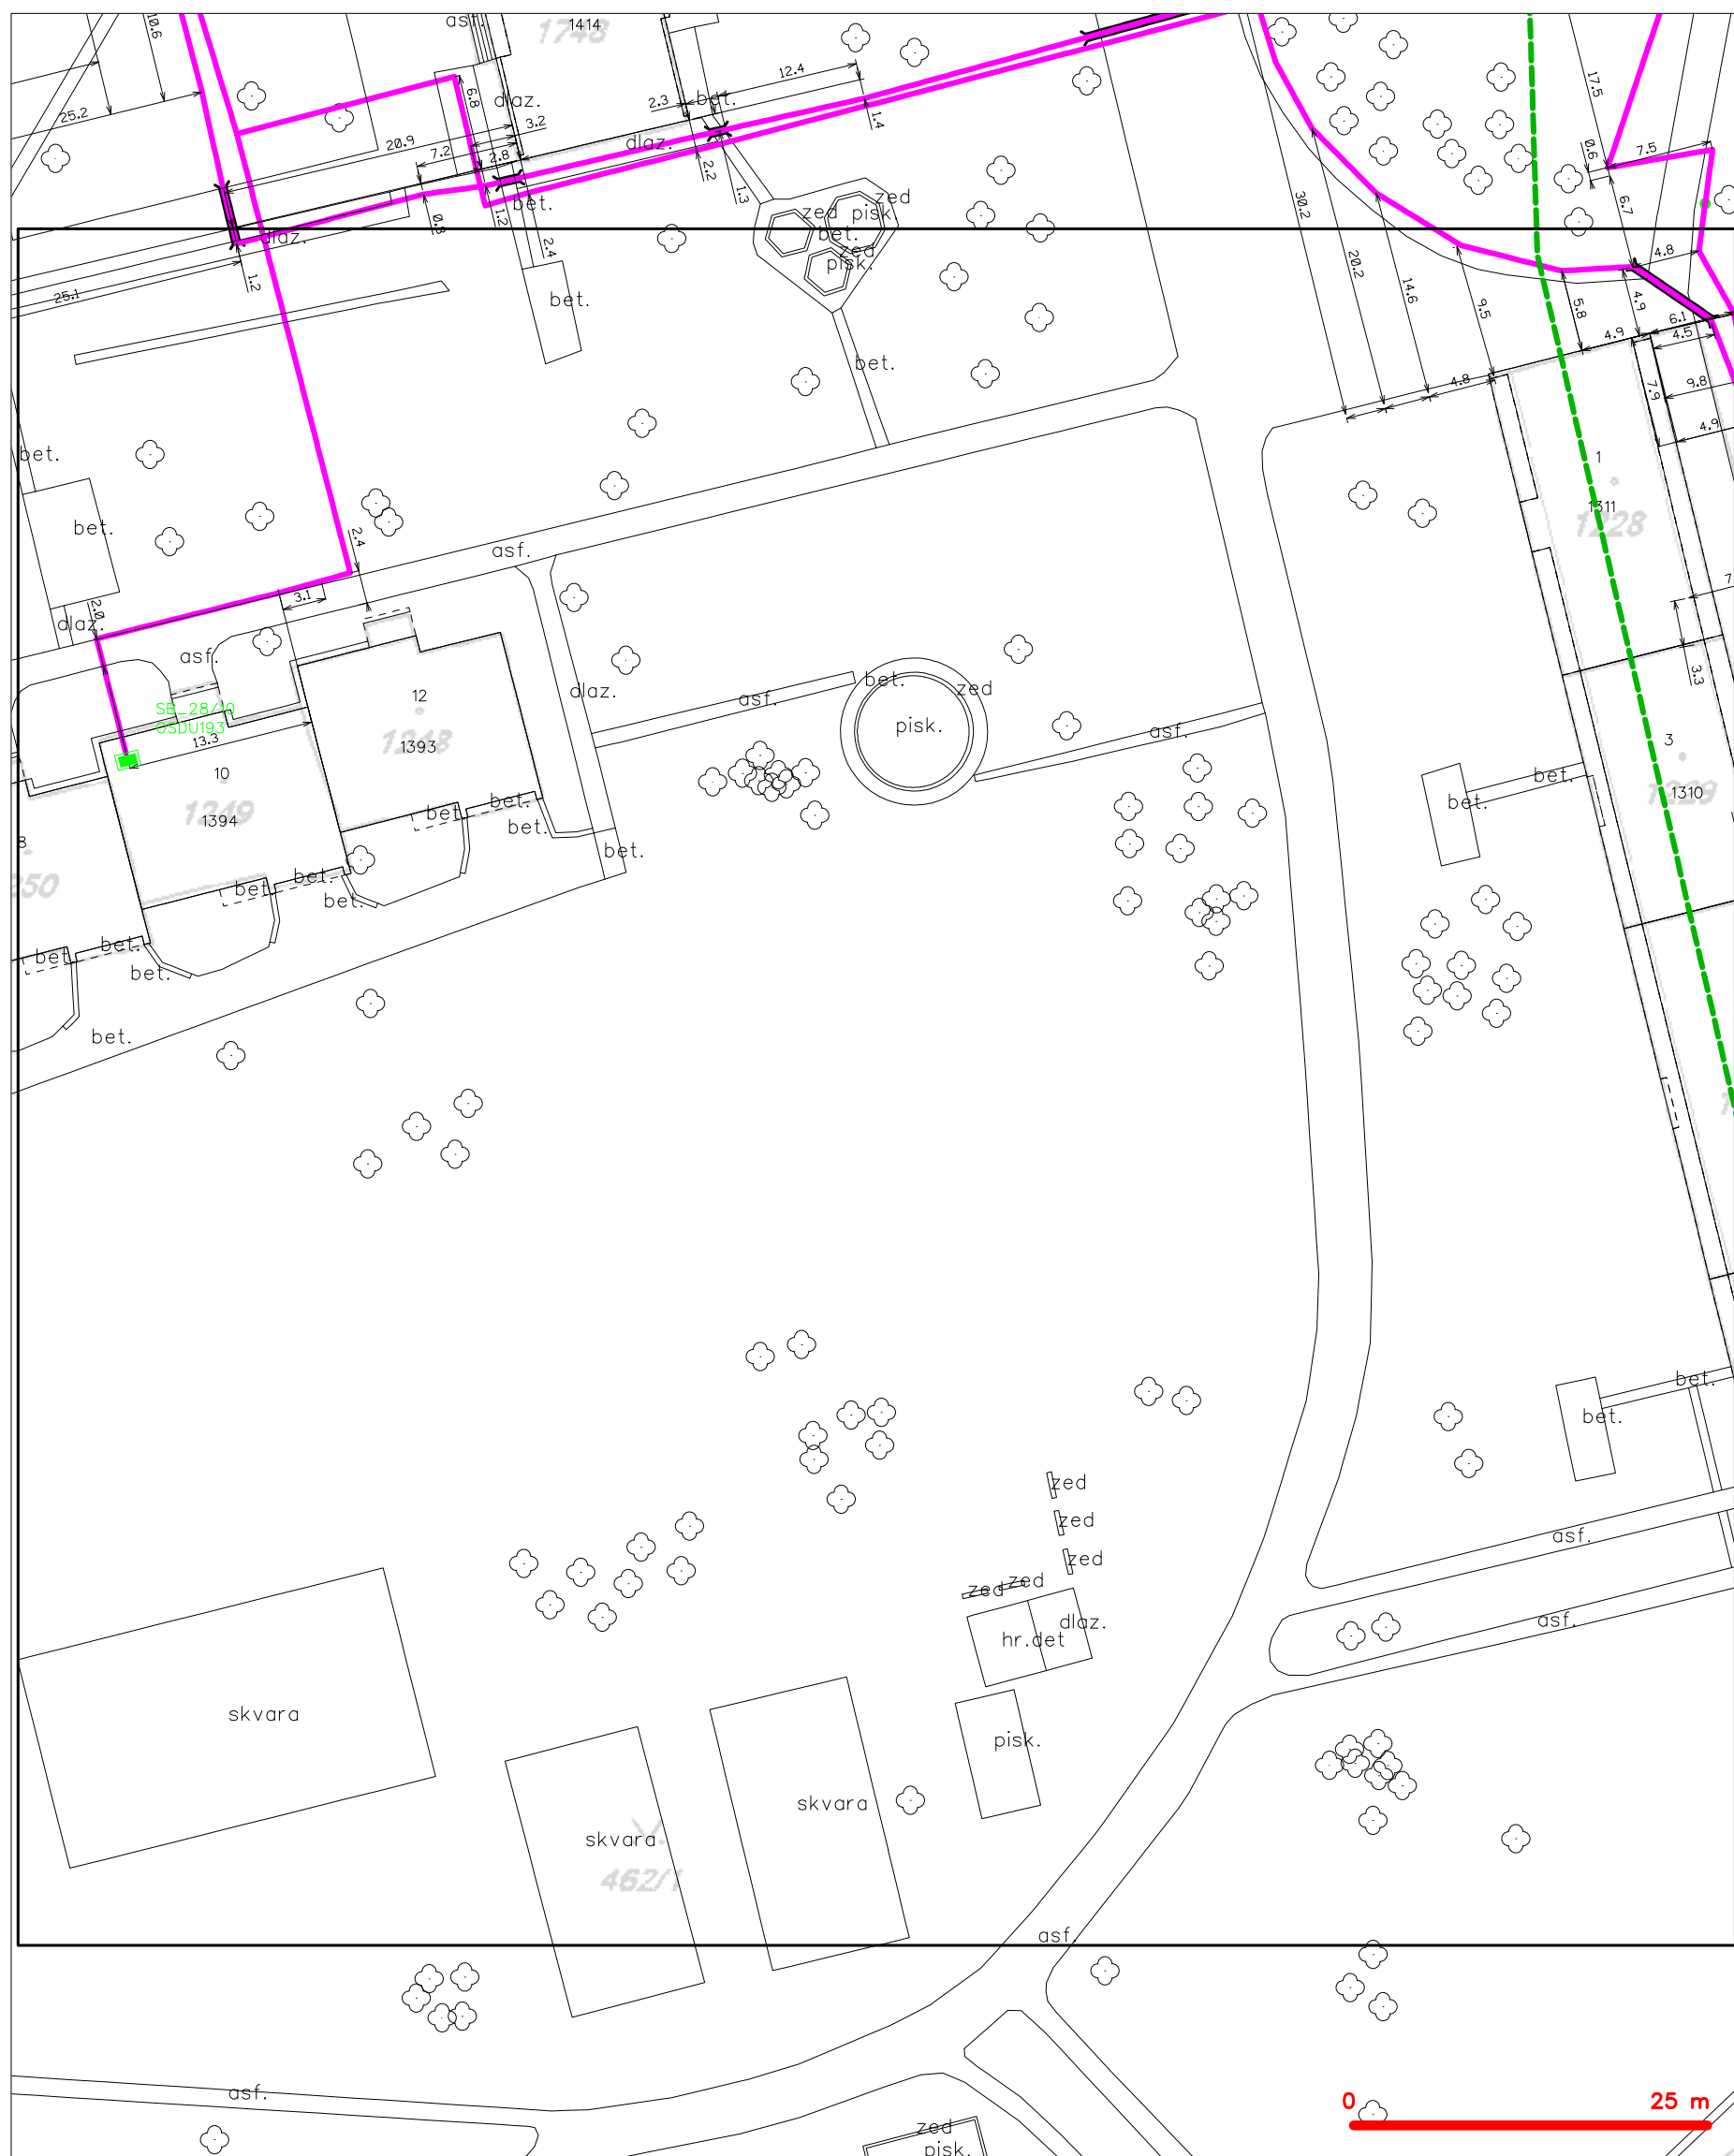 asf.
1414
1748
10.6
25.2
dlaz.
6.8
3.2
20.9
7.2
2.8
2.3
bet.
12.4
1.4
dlaz.
2.2
1.3
17.5
0.6
7.5
6.7
4.8
bet.
1.2
0.8
2.4
zed
zed
pisk.
bet.
zed
pisk.
dlaz.
1.2
25.1
bet.
bet.
30.2
20.2
14.6
9.5
5.8
4.9
4.9
6.1
4.5
4.8
7.9
9.8
4.9
bet.
bet.
1
1311
1228
asf.
2.4
3.1
2.0
dlaz.
asf.
7
3.3
SB_28/10
OSDU193
13.3
12
1248
1393
dlaz.
asf.
bet.
zed
pisk.
asf.
10
1249
1394
8
250
bet.
bet.
bet.
bet.
bet.
bet.
bet.
bet.
bet.
bet.
bet.
bet.
3
1310
1229
bet.
bet.
bet.
bet.
zed
zed
zed
zed
zed
dlaz.
hr.det
asf.
asf.
skvara
pisk.
skvara
skvara
462/1
asf.
asf.
zed
pisk.
0
25 m